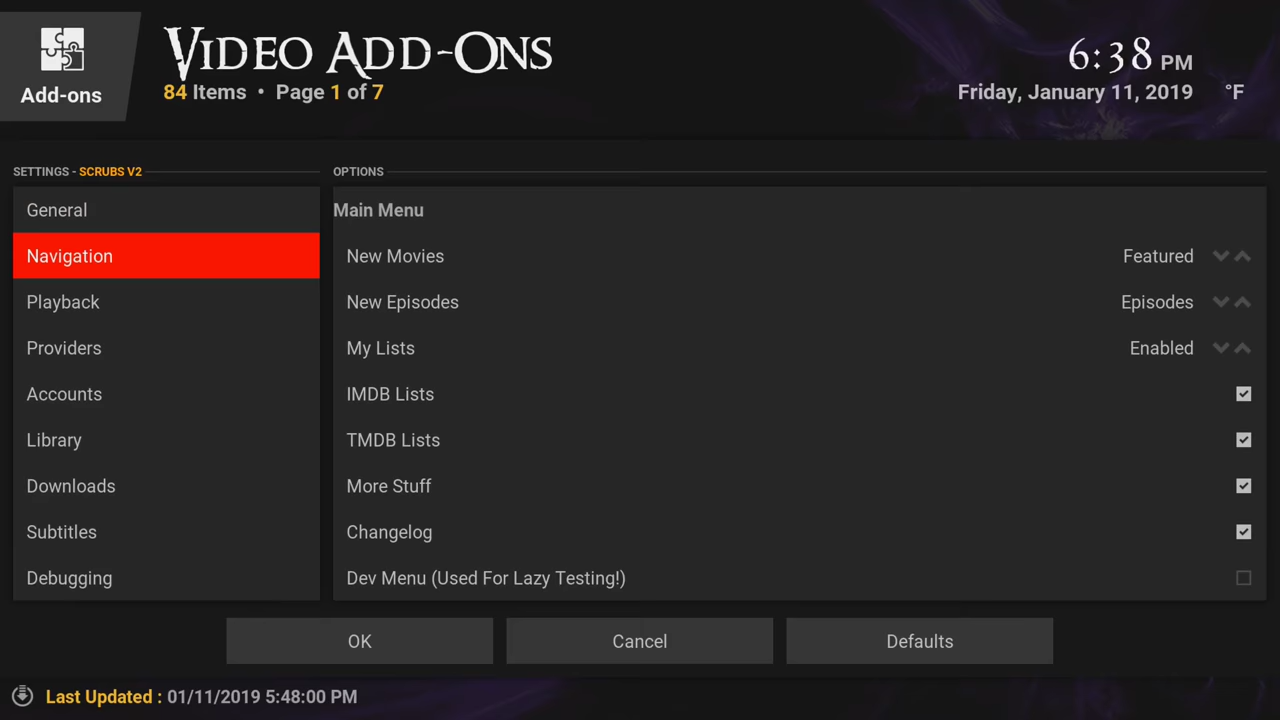 Add-ons
Video Add-Ons
84 Items • Page 1 of 7
6:38 PM
Friday, January 11, 2019 °F
SETTINGS - SCRUBS V2
General
Navigation
Playback
Providers
Accounts
Library
Downloads
Subtitles
Debugging
OPTIONS
Main Menu
New Movies Featured
New Episodes Episodes
My Lists Enabled
IMDB Lists
TMDB Lists
More Stuff
Changelog
Dev Menu (Used For Lazy Testing!)
OK Cancel Defaults
Last Updated : 01/11/2019 5:48:00 PM